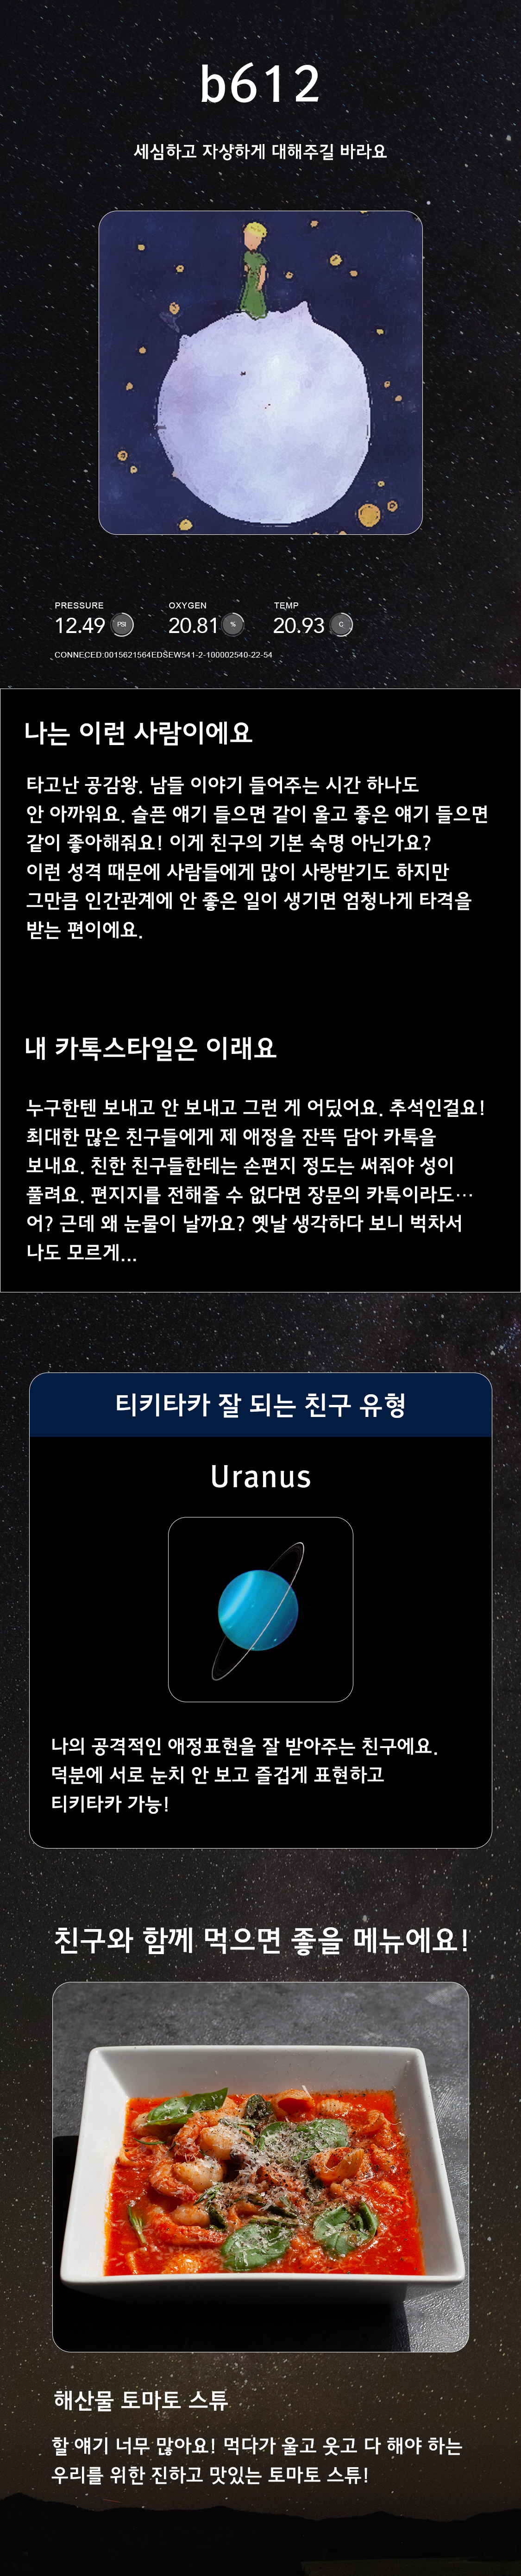 b612
세심하고 자상하게 대해주길 바라요
PRESSURE OXYGEN TEMP
12.49 PSI 20.81 % 20.93 C
CONNECED:0015621564EDSEW541-2-100002540-22-54
나는 이런 사람이에요
타고난 공감왕. 남들 이야기 들어주는 시간 하나도
안 아까워요. 슬픈 얘기 들으면 같이 울고 좋은 얘기 들으면
같이 좋아해줘요! 이게 친구의 기본 숙명 아닌가요?
이런 성격 때문에 사람들에게 많이 사랑받기도 하지만
그만큼 인간관계에 안 좋은 일이 생기면 엄청나게 타격을
받는 편이에요.
내 카톡스타일은 이래요
누구한텐 보내고 안 보내고 그런 게 어딨어요. 추석인걸요!
최대한 많은 친구들에게 제 애정을 잔뜩 담아 카톡을
보내요. 친한 친구들한테는 손편지 정도는 써줘야 성이
풀려요. 편지지를 전해줄 수 없다면 장문의 카톡이라도…
어? 근데 왜 눈물이 날까요? 옛날 생각하다 보니 벅차서
나도 모르게...
티키타카 잘 되는 친구 유형
Uranus
나의 공격적인 애정표현을 잘 받아주는 친구에요.
덕분에 서로 눈치 안 보고 즐겁게 표현하고
티키타카 가능!
친구와 함께 먹으면 좋을 메뉴에요!
해산물 토마토 스튜
할 얘기 너무 많아요! 먹다가 울고 웃고 다 해야 하는
우리를 위한 진하고 맛있는 토마토 스튜!